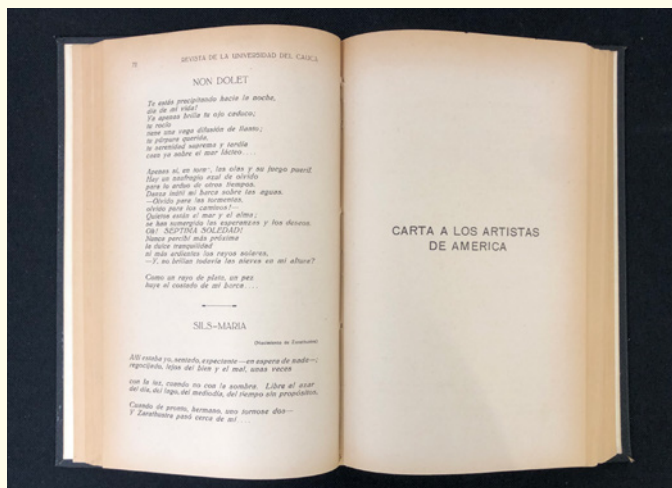 72
REVISTA DE LA UNIVERSIDAD DEL CAUCA
NON DOLET
Te estás precipitando hacia la noche,
día de mi vida!
Ya apenas brilla tu ojo caduco;
tu rocío
tiene una vaga difusión de llanto;
tu púrpura querida,
tu serenidad suprema y tardía
caen ya sobre el mar lácteo....
Apenas si, en torno, las olas y su juego pueril.
Hay un naufragio azul de olvido
para lo arduo de otros tiempos.
Danza inútil mi barca sobre las aguas.
—Olvido para las tormentas,
olvido para los caminos!—
Quietos están el mar y el alma;
se han sumergido las esperanzas y los deseos.
Oh! SEPTIMA SOLEDAD!
Nunca percibí más próxima
la dulce tranquilidad
ni más ardientes los rayos solares,
—Y, no brillan todavía las nieves en mi altura?
Como un rayo de plata, un pez
huye el costado de mi barca....
SILS-MARIA
(Nacimiento de Zarathustra)
Allí estaba yo, sentado, expectante—en espera de nada—;
regocijado, lejos del bien y el mal, unas veces
con la luz, cuando no con la sombra. Libre al azar
del día, del lago, del mediodía, del tiempo sin propósitos.
Cuando de pronto, hermano, uno tornose dos—
Y Zarathustra pasó cerca de mí....
CARTA A LOS ARTISTAS
DE AMERICA